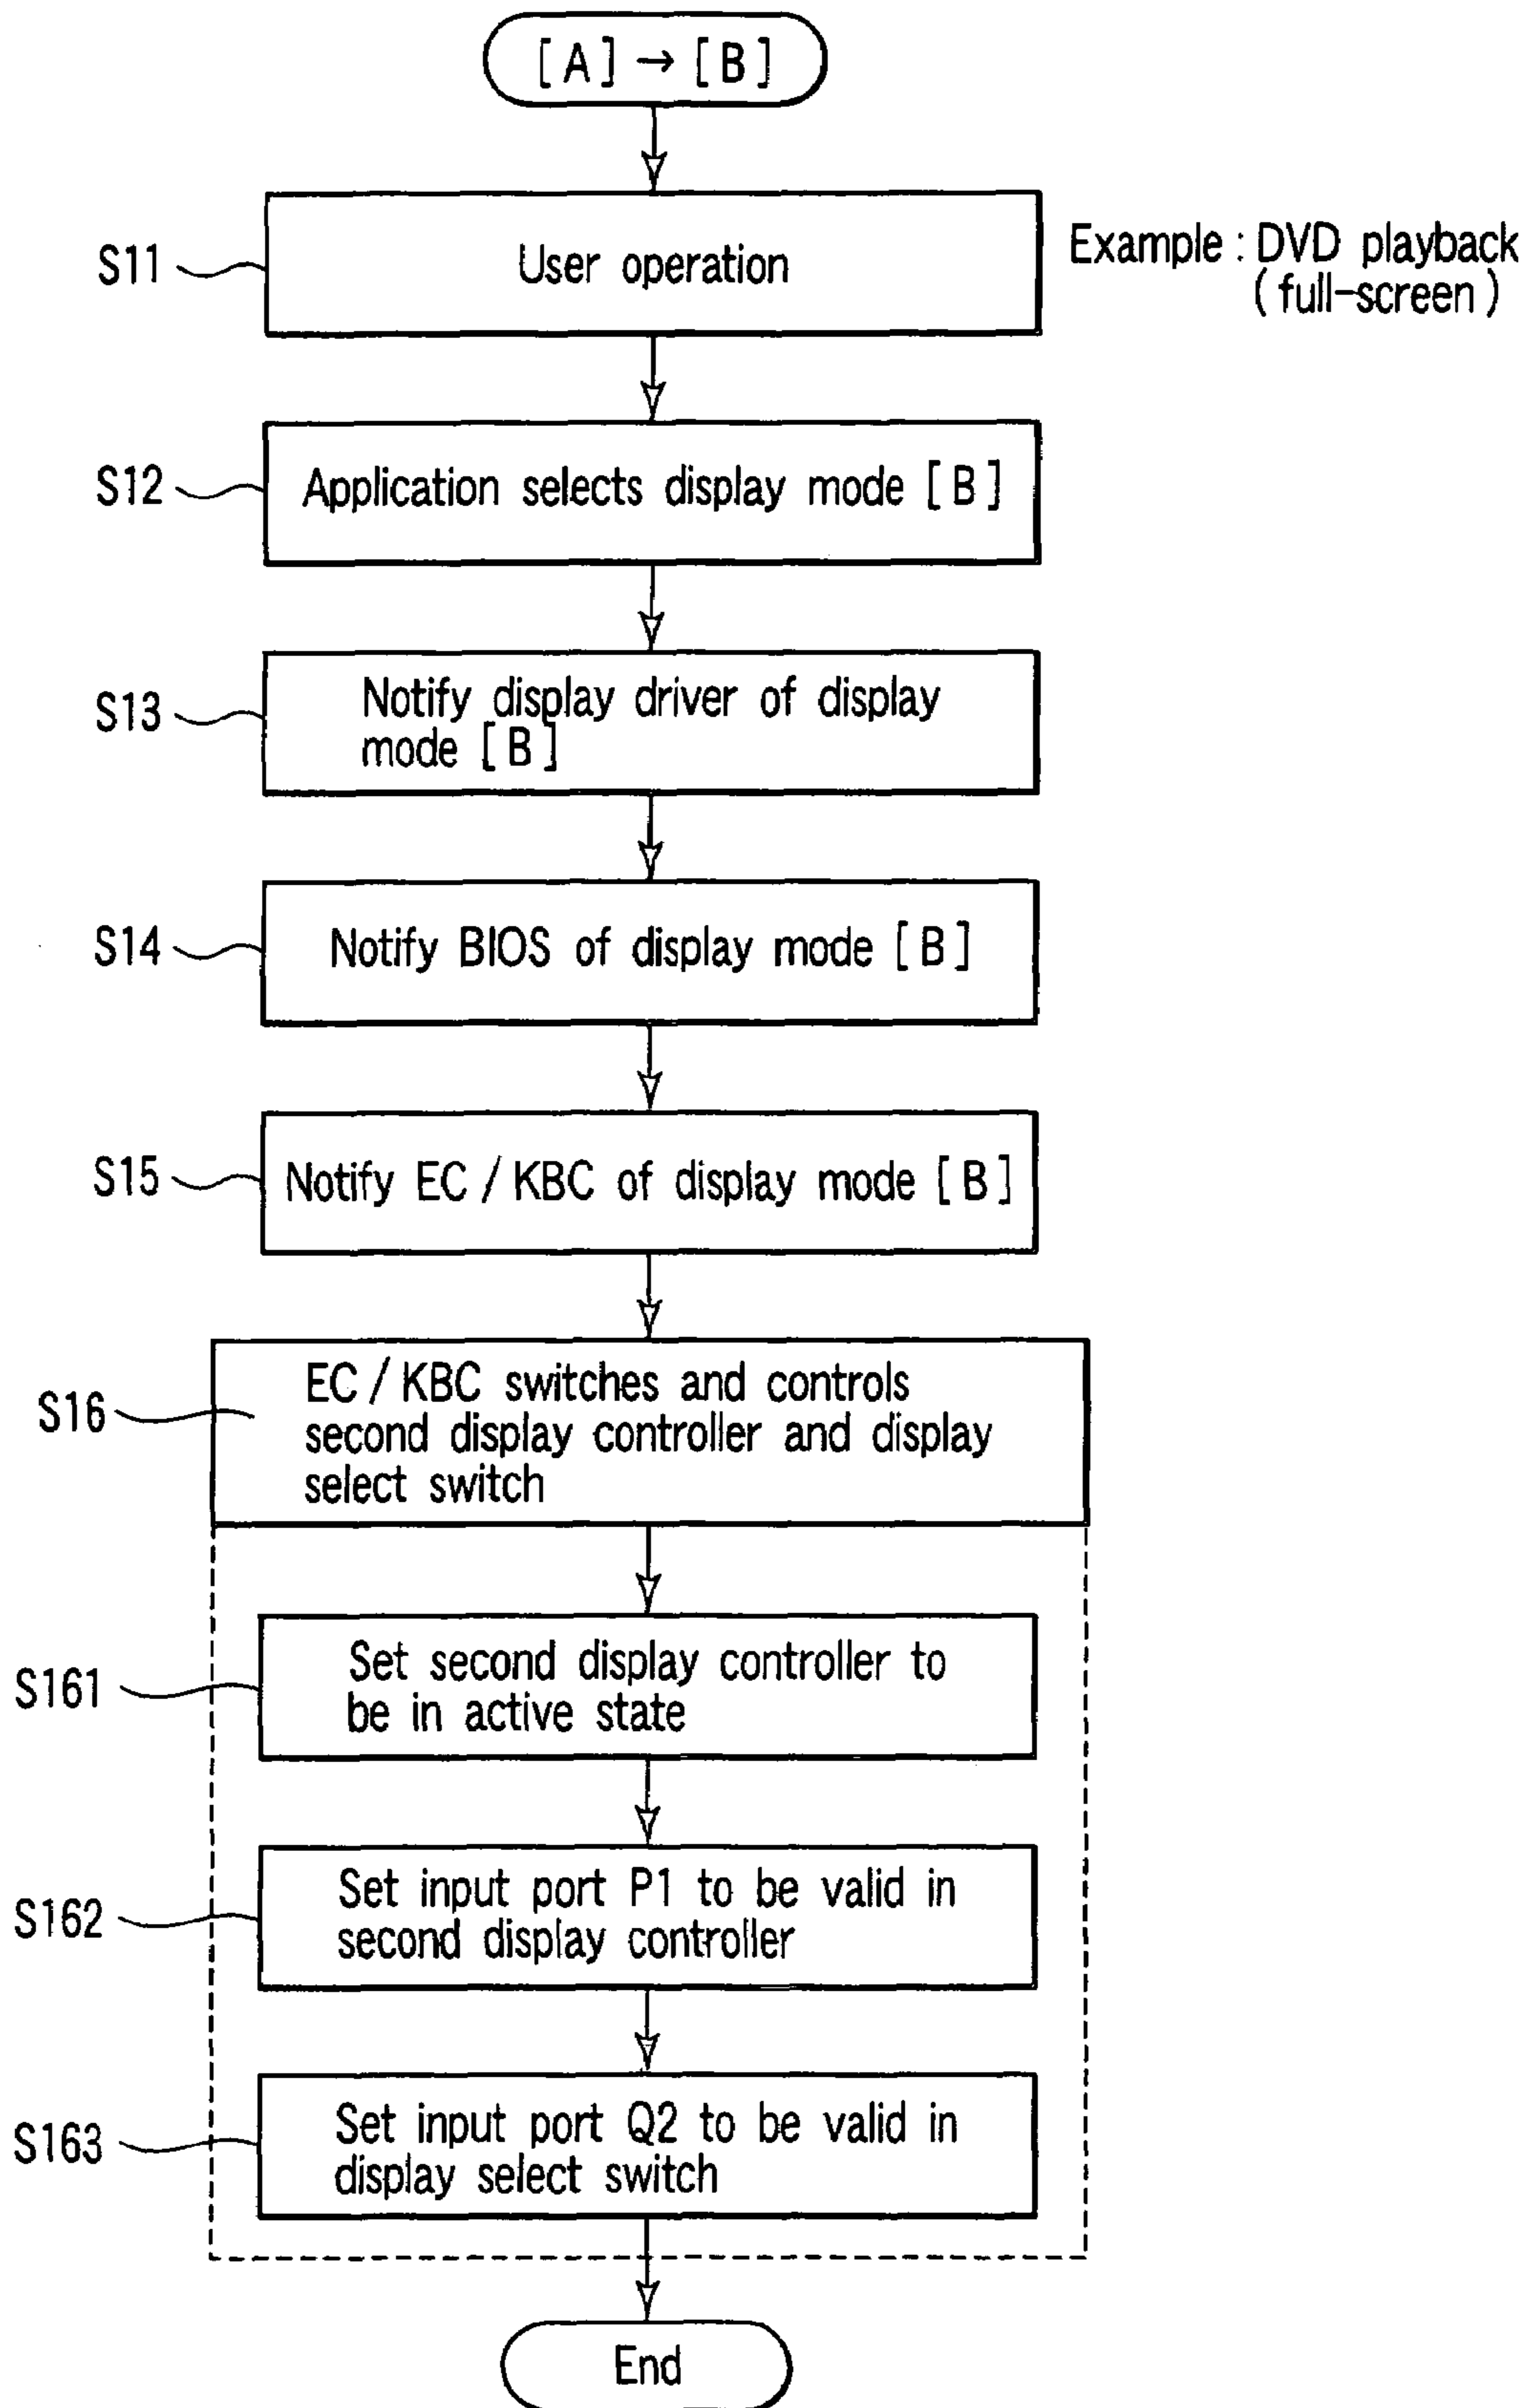 [A] → [B]
S11
User operation
Example : DVD playback
(full-screen)
S12
Application selects display mode [B]
S13
Notify display driver of display
mode [B]
S14
Notify BIOS of display mode [B]
S15
Notify EC / KBC of display mode [B]
S16
EC / KBC switches and controls
second display controller and display
select switch
S161
Set second display controller to
be in active state
S162
Set input port P1 to be valid in
second display controller
S163
Set input port Q2 to be valid in
display select switch
End